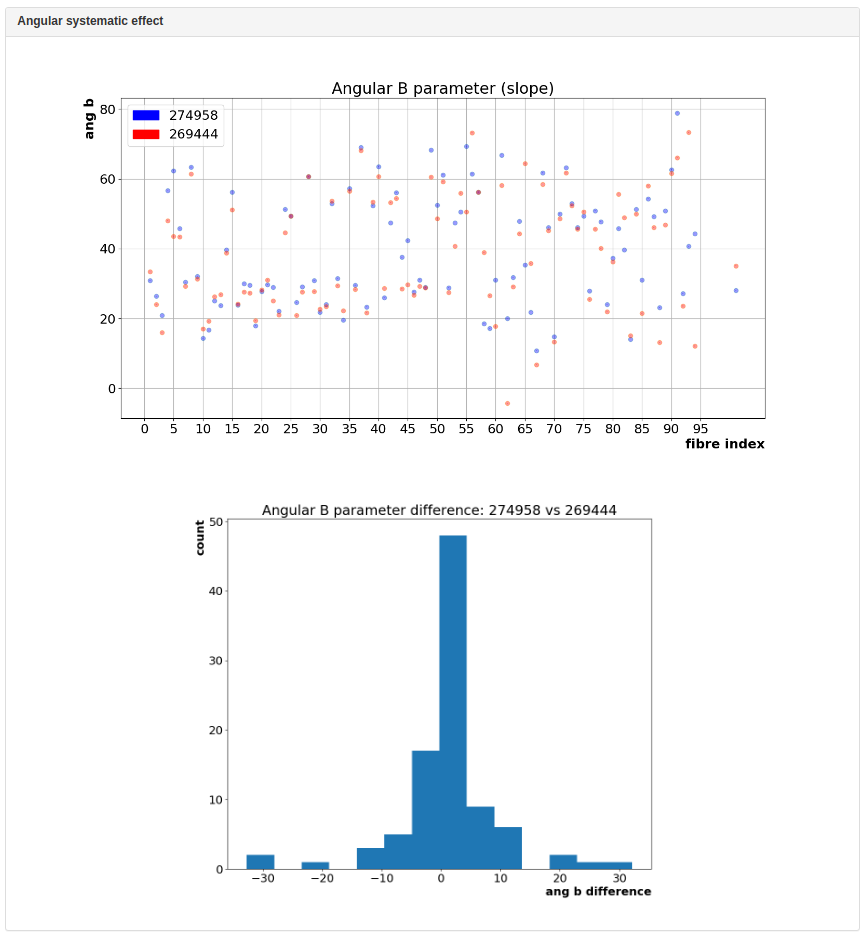 Angular systematic effect
Angular B parameter (slope)
ang b
274958
269444
80
60
40
20
0
0 5 10 15 20 25 30 35 40 45 50 55 60 65 70 75 80 85 90 95
fibre index
Angular B parameter difference: 274958 vs 269444
count
50
40
30
20
10
0
−30 −20 −10 0 10 20 30
ang b difference